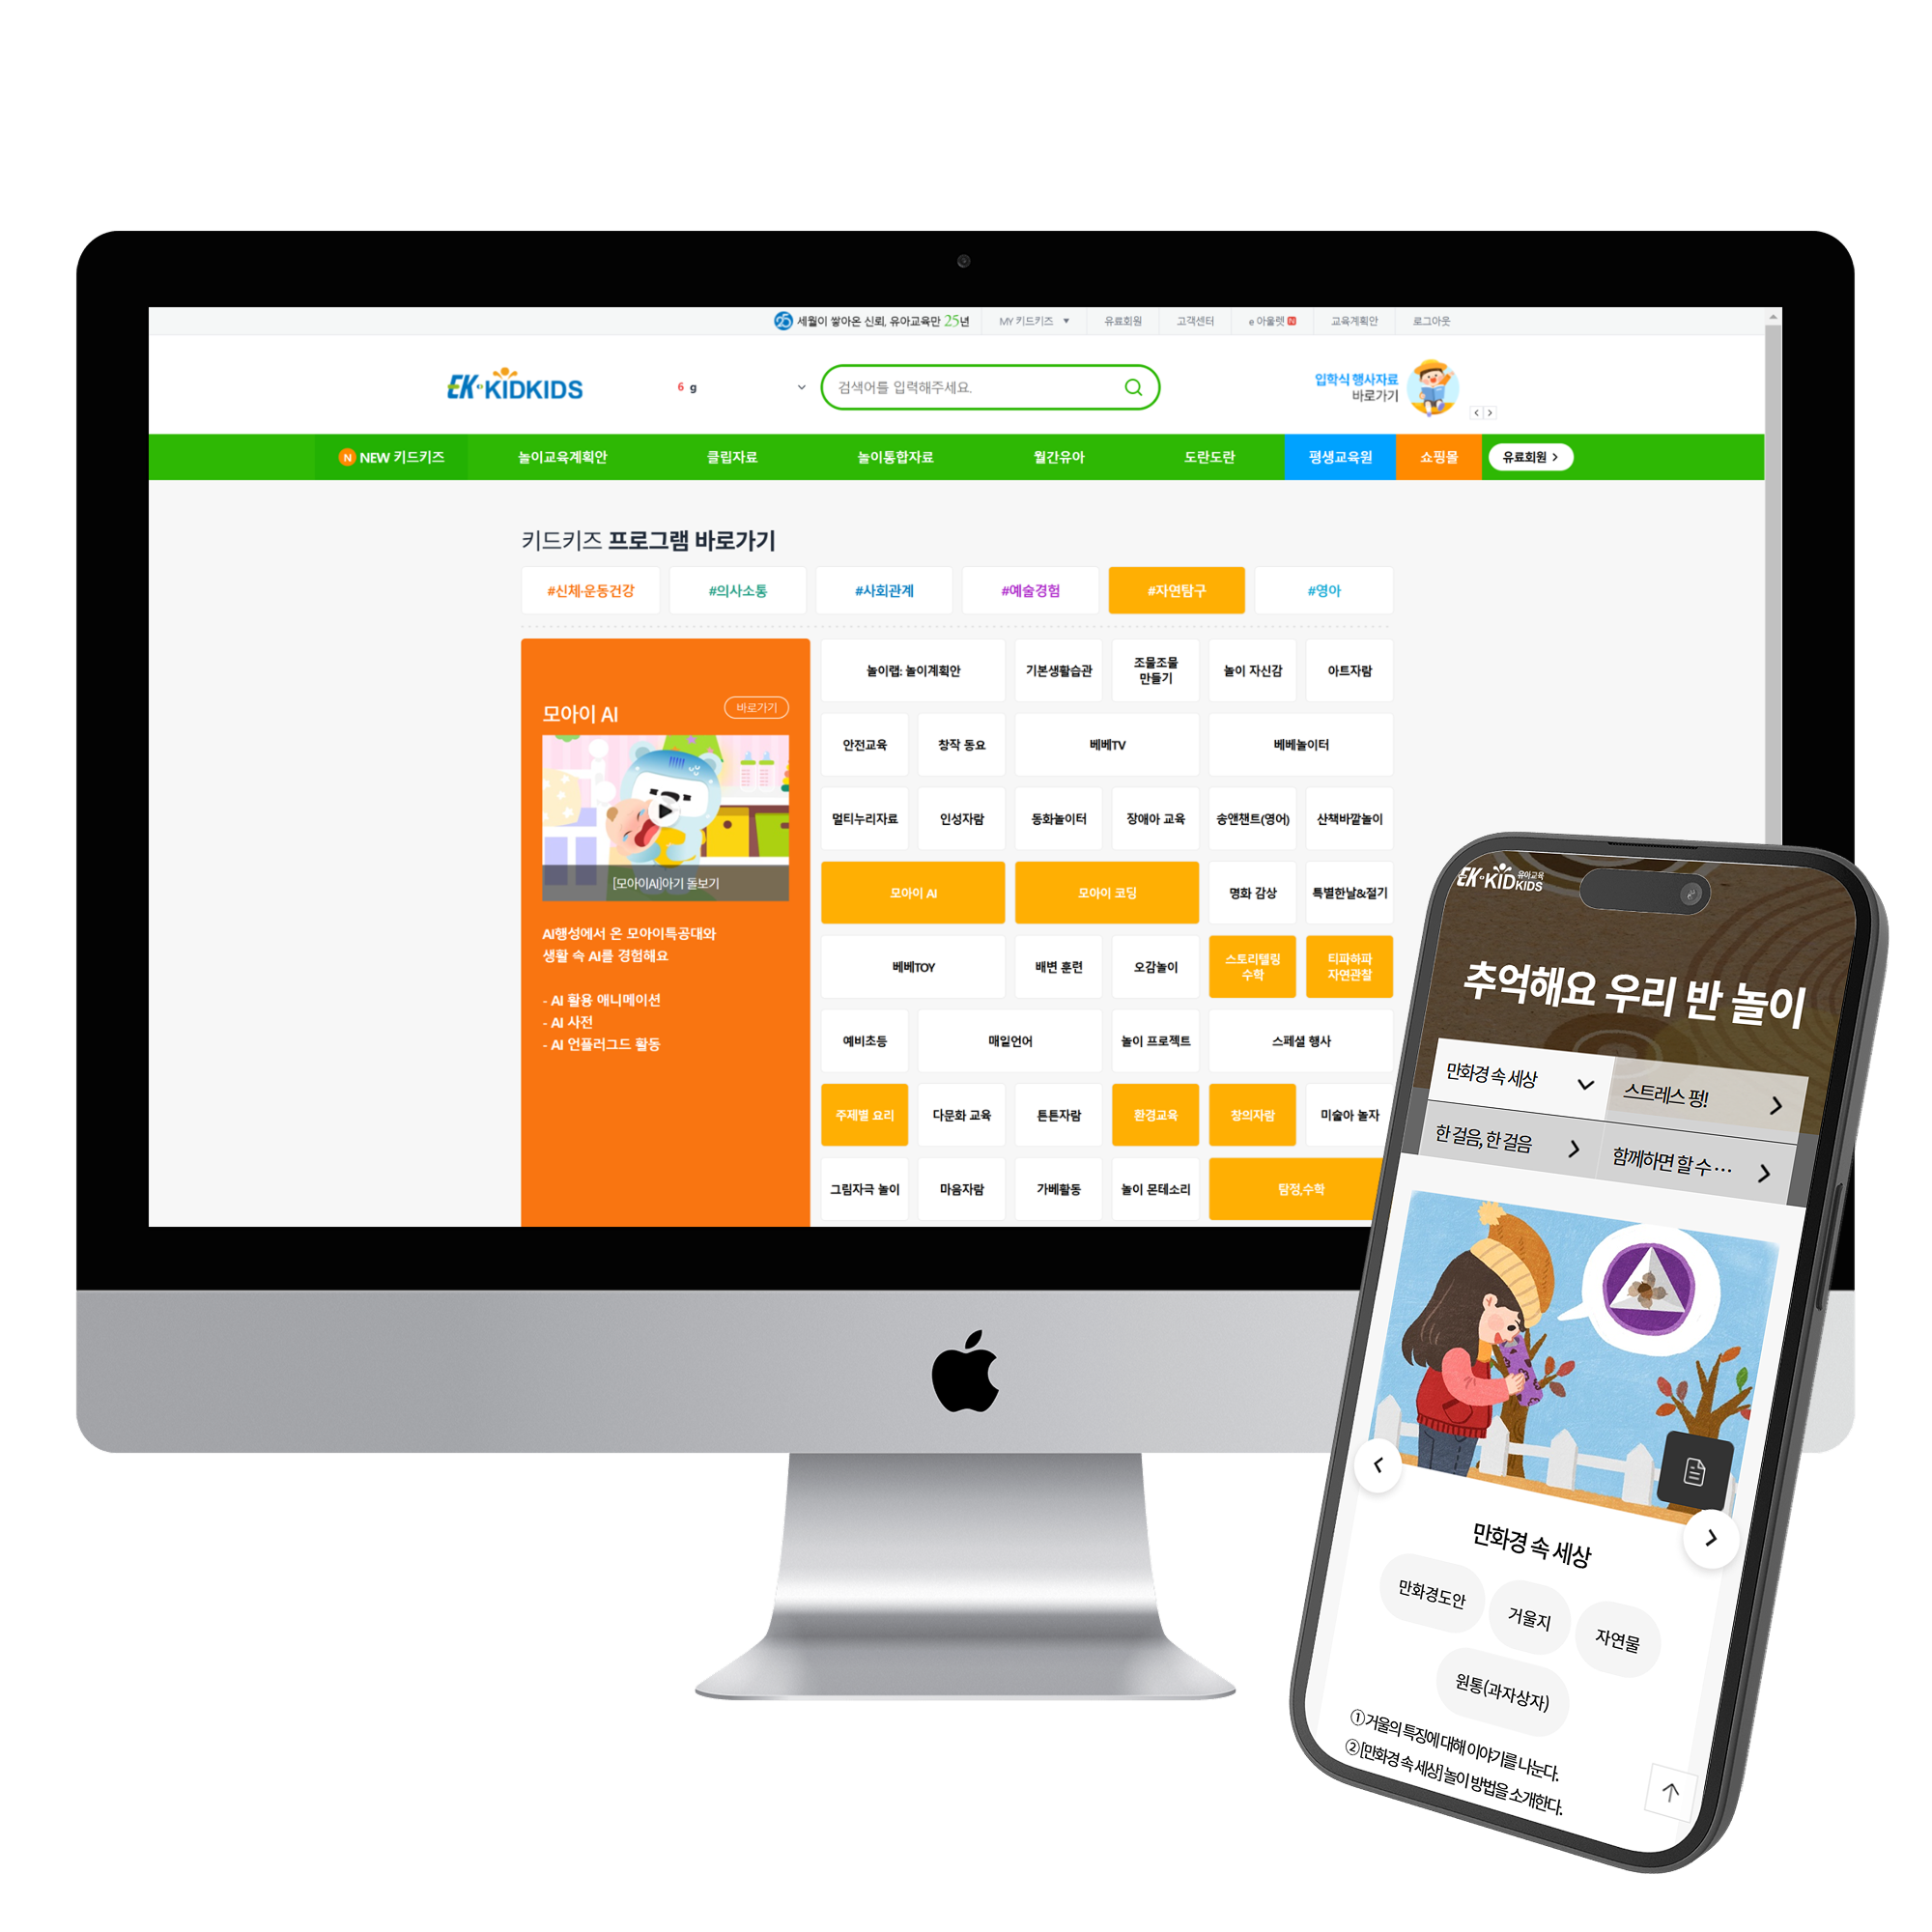 25 세월이 쌓아온 신뢰, 유아교육만 25년
MY 키드키즈
유료회원
고객센터
e 아울렛 N
교육계획안
로그아웃
EK·KIDKIDS
6 g
검색어를 입력해주세요.
입학식 행사자료
바로가기
N NEW 키드키즈
놀이교육계획안
클립자료
놀이통합자료
월간유아
도란도란
평생교육원
쇼핑몰
유료회원
키드키즈 프로그램 바로가기
#신체·운동건강
#의사소통
#사회관계
#예술경험
#자연탐구
#영아
모아이 AI
바로가기
[모아이AI]아기 돌보기
AI행성에서 온 모아이특공대와
생활 속 AI를 경험해요
- AI 활용 애니메이션
- AI 사전
- AI 언플러그드 활동
놀이랩: 놀이계획안
기본생활습관
조물조물
만들기
놀이 자신감
아트자람
안전교육
창작 동요
베베TV
베베놀이터
멀티누리자료
인성자람
동화놀이터
장애아 교육
송앤챈트(영어)
산책바깥놀이
모아이 AI
모아이 코딩
명화 감상
특별한날&절기
베베TOY
배변 훈련
오감놀이
스토리텔링
수학
티파하파
자연관찰
예비초등
매일언어
놀이 프로젝트
스페셜 행사
주제별 요리
다문화 교육
튼튼자람
환경교육
창의자람
미술아 놀자
그림자극 놀이
마음자람
가베활동
놀이 몬테소리
탐정,수학
EK·KIDKIDS 유아교육
추억해요 우리 반 놀이
만화경 속 세상
스트레스 펑!
한 걸음, 한 걸음
함께하면 할 수 ···
만화경 속 세상
만화경도안
거울지
자연물
원통(과자상자)
① 거울의 특징에 대해 이야기를 나눈다.
② [만화경 속 세상] 놀이 방법을 소개한다.